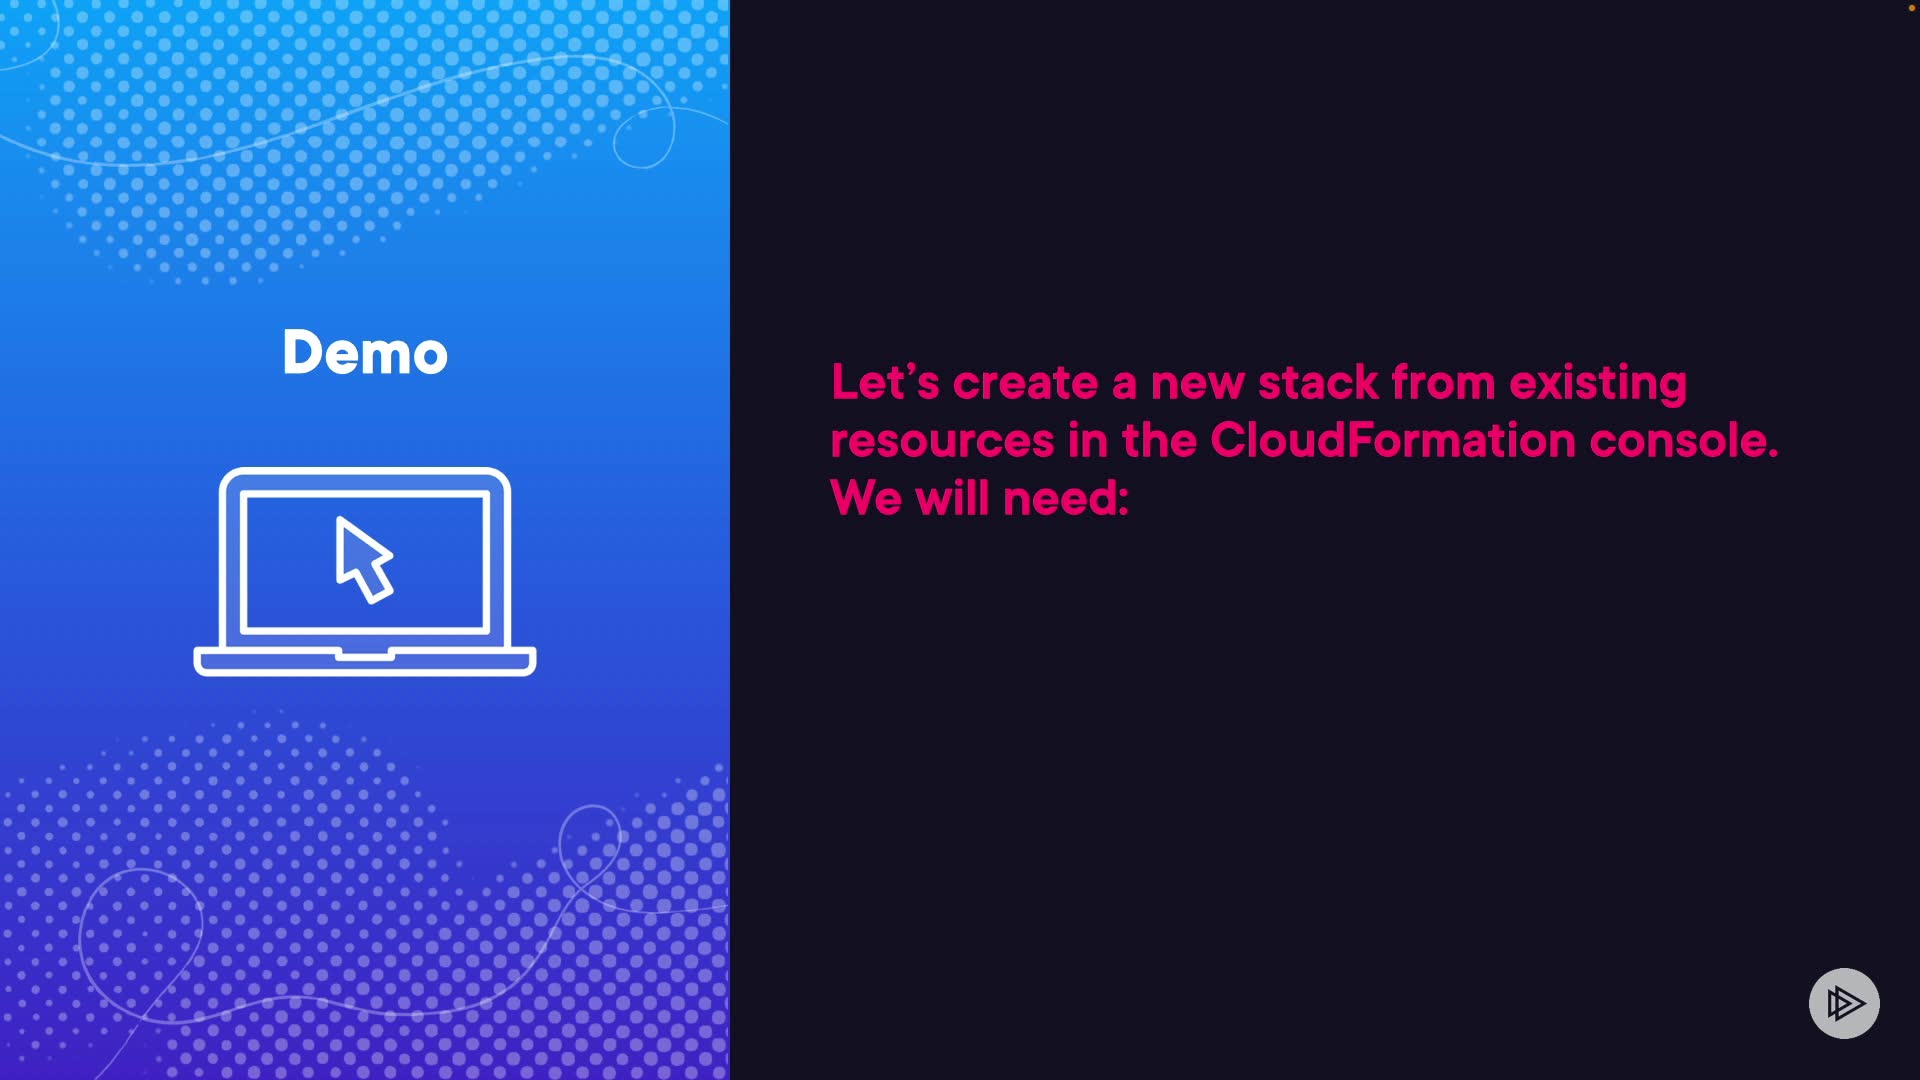 Demo
Let’s create a new stack from existing
resources in the CloudFormation console.
We will need: